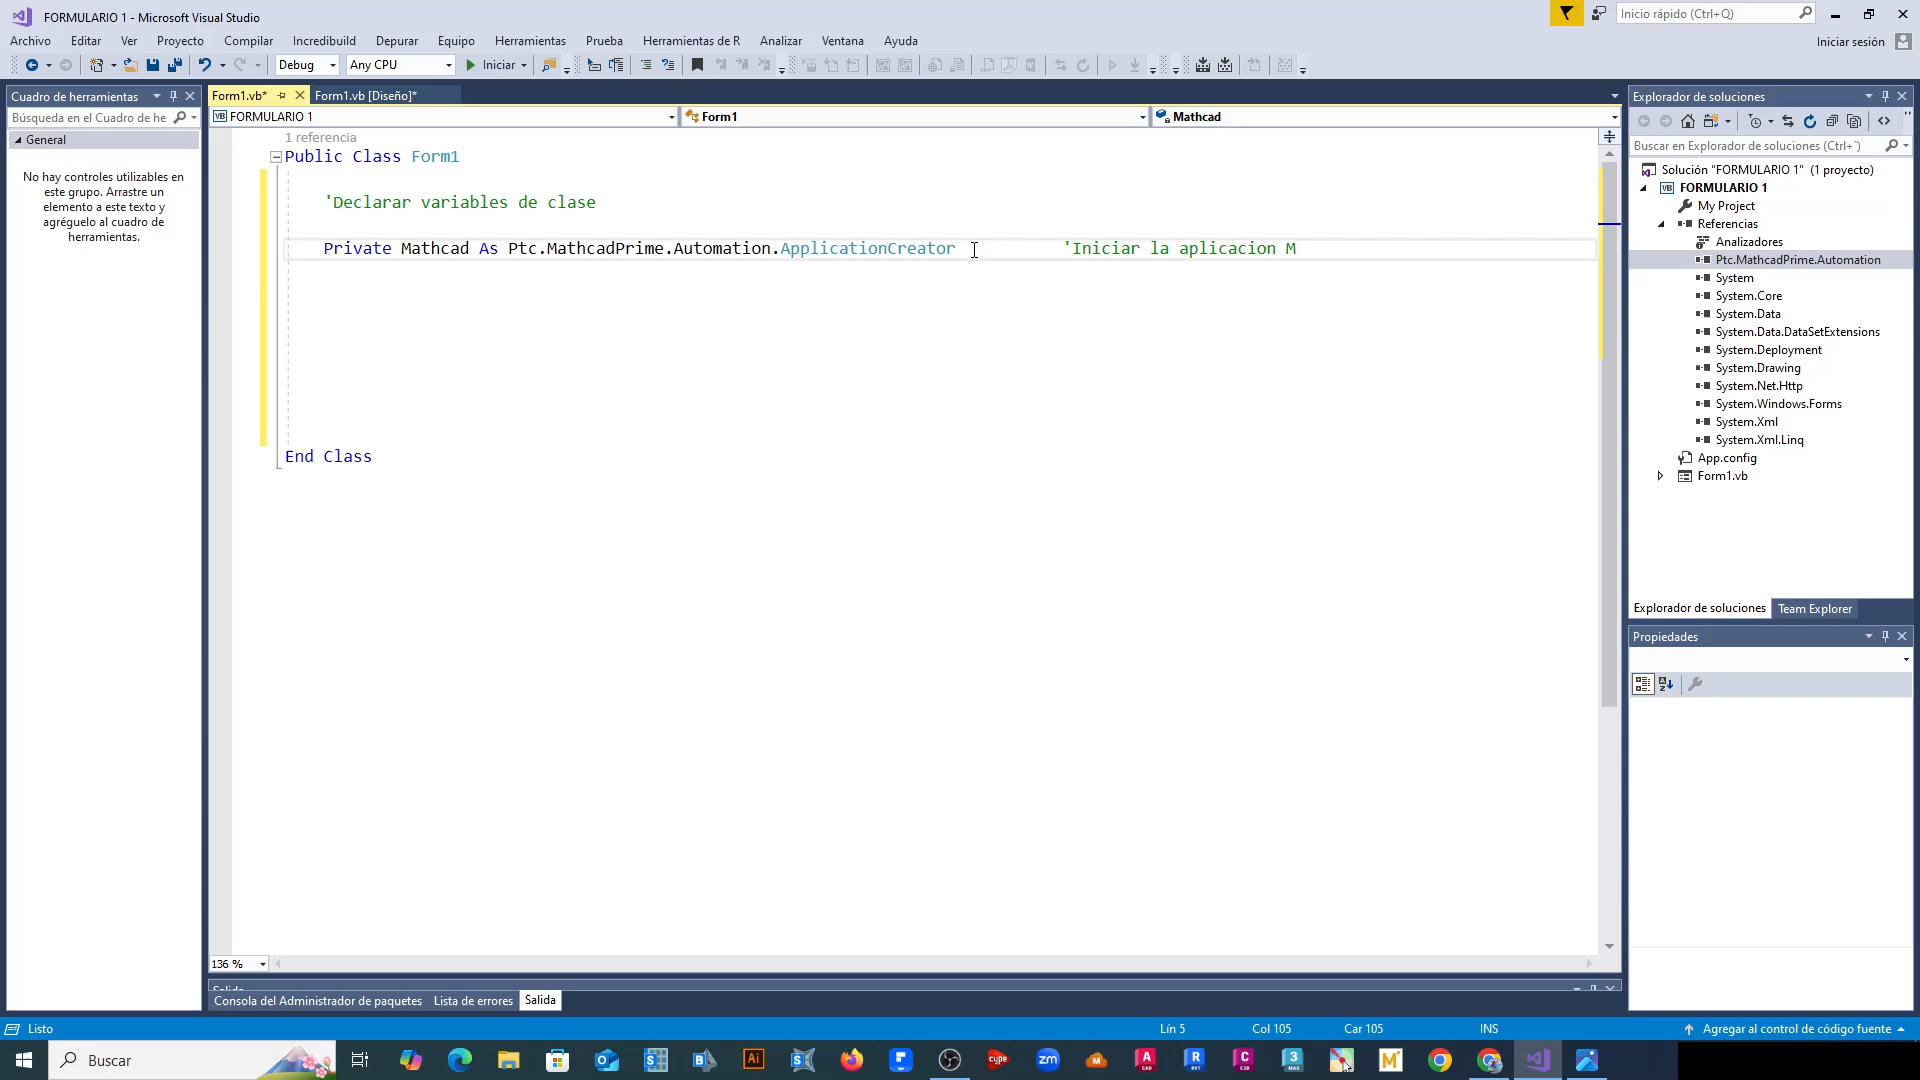 FORMULARIO 1 - Microsoft Visual Studio
Inicio rápido (Ctrl+Q)
Archivo Editar Ver Proyecto Compilar Incredibuild Depurar Equipo Herramientas Prueba Herramientas de R Analizar Ventana Ayuda
Iniciar sesión
Debug Any CPU Iniciar
Cuadro de herramientas
Búsqueda en el Cuadro de he
General
No hay controles utilizables en
este grupo. Arrastre un
elemento a este texto y
agréguelo al cuadro de
herramientas.
Form1.vb* Form1.vb [Diseño]*
VB FORMULARIO 1 Form1 Mathcad
1 referencia
Public Class Form1
'Declarar variables de clase
Private Mathcad As Ptc.MathcadPrime.Automation.ApplicationCreator 'Iniciar la aplicacion M
End Class
136 %
Salida
Consola del Administrador de paquetes Lista de errores Salida
Explorador de soluciones
Buscar en Explorador de soluciones (Ctrl+¨)
Solución "FORMULARIO 1" (1 proyecto)
VB FORMULARIO 1
My Project
Referencias
Analizadores
Ptc.MathcadPrime.Automation
System
System.Core
System.Data
System.Data.DataSetExtensions
System.Deployment
System.Drawing
System.Net.Http
System.Windows.Forms
System.Xml
System.Xml.Linq
App.config
Form1.vb
Explorador de soluciones Team Explorer
Propiedades
Listo Lín 5 Col 105 Car 105 INS Agregar al control de código fuente
Buscar